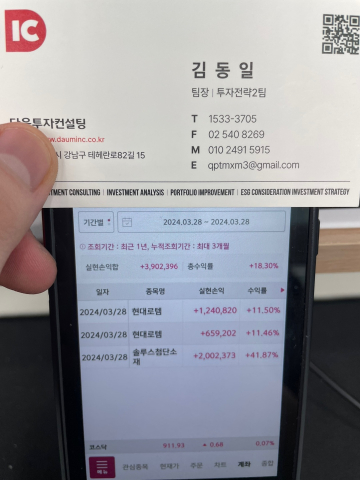 IC
김동일
팀장 | 투자전략2팀
다음투자컨설팅
www.dauminc.co.kr
강남구 테헤란로82길 15
T 1533-3705
F 02 540 8269
M 010 2491 5915
E qptmxm3@gmail.com
CONSULTING | INVESTMENT ANALYSIS | PORTFOLIO IMPROVEMENT | ESG CONSIDERATION INVESTMENT STRATEGY
기간별 2024.03.28 ~ 2024.03.28
조회기간 : 최근 1년, 누적조회기간 : 최대 3개월
실현손익합 +3,902,396 총수익률 +18.30%
일자 종목명 실현손익 수익률
2024/03/28 현대로템 +1,240,820 +11.50%
2024/03/28 현대로템 +659,202 +11.46%
2024/03/28 솔루스첨단소재 +2,002,373 +41.87%
코스닥 911.93 ▲ 0.68 0.07%
메뉴 관심종목 현재가 주문 차트 계좌 종합